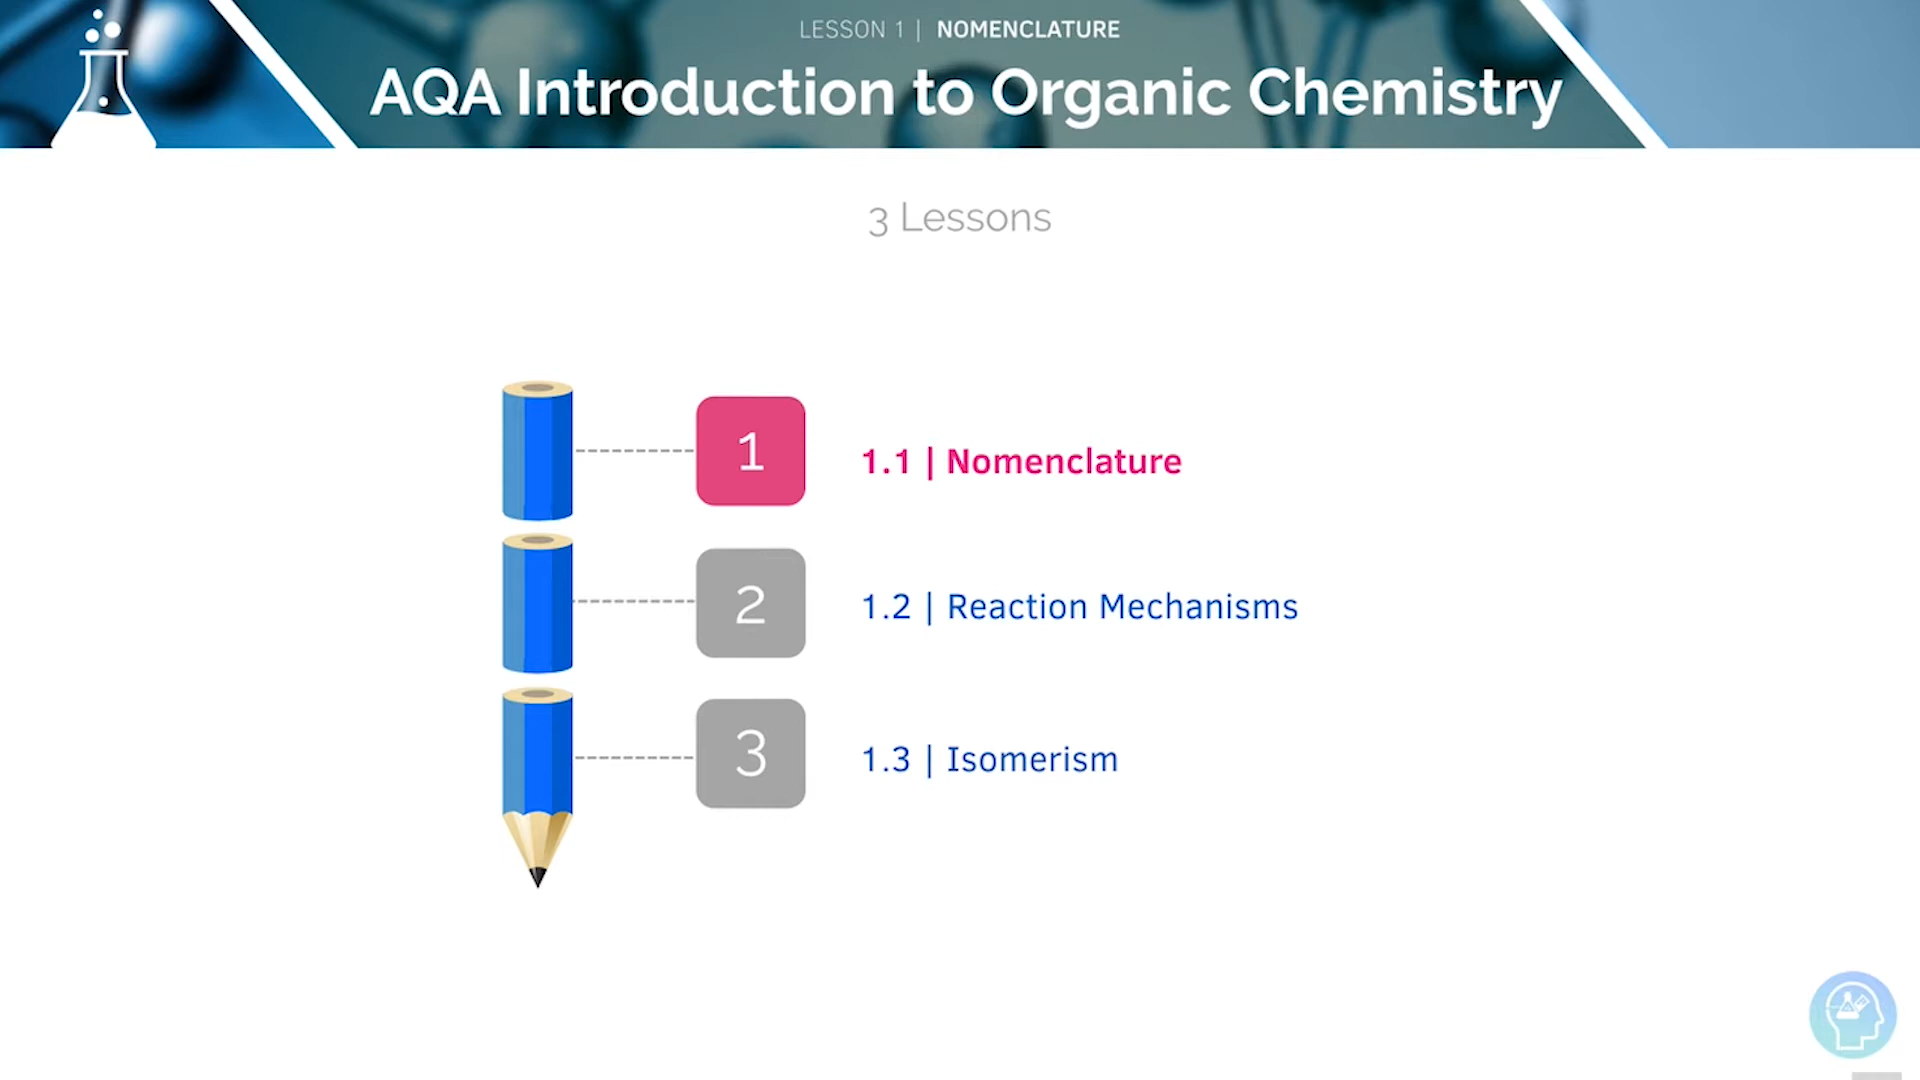 LESSON 1 | NOMENCLATURE
AQA Introduction to Organic Chemistry
3 Lessons
1
1.1 | Nomenclature
2
1.2 | Reaction Mechanisms
3
1.3 | Isomerism